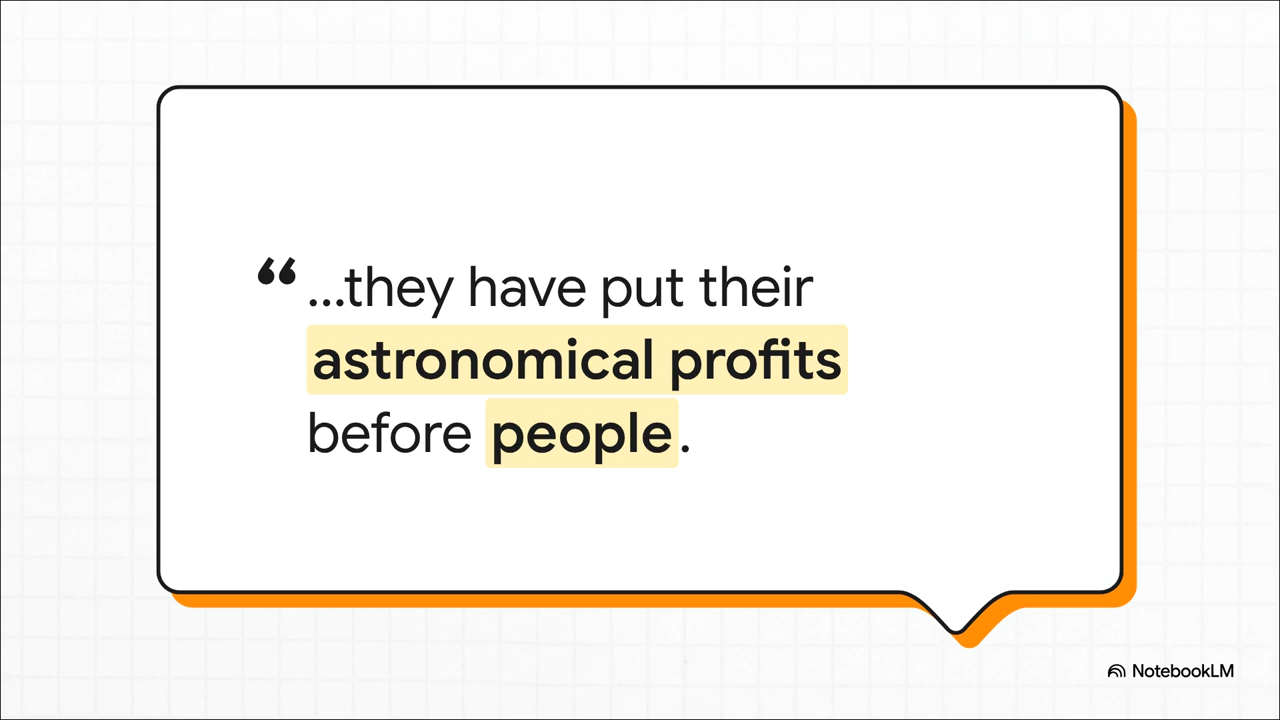 “...they have put their
astronomical profits
before people.
NotebookLM